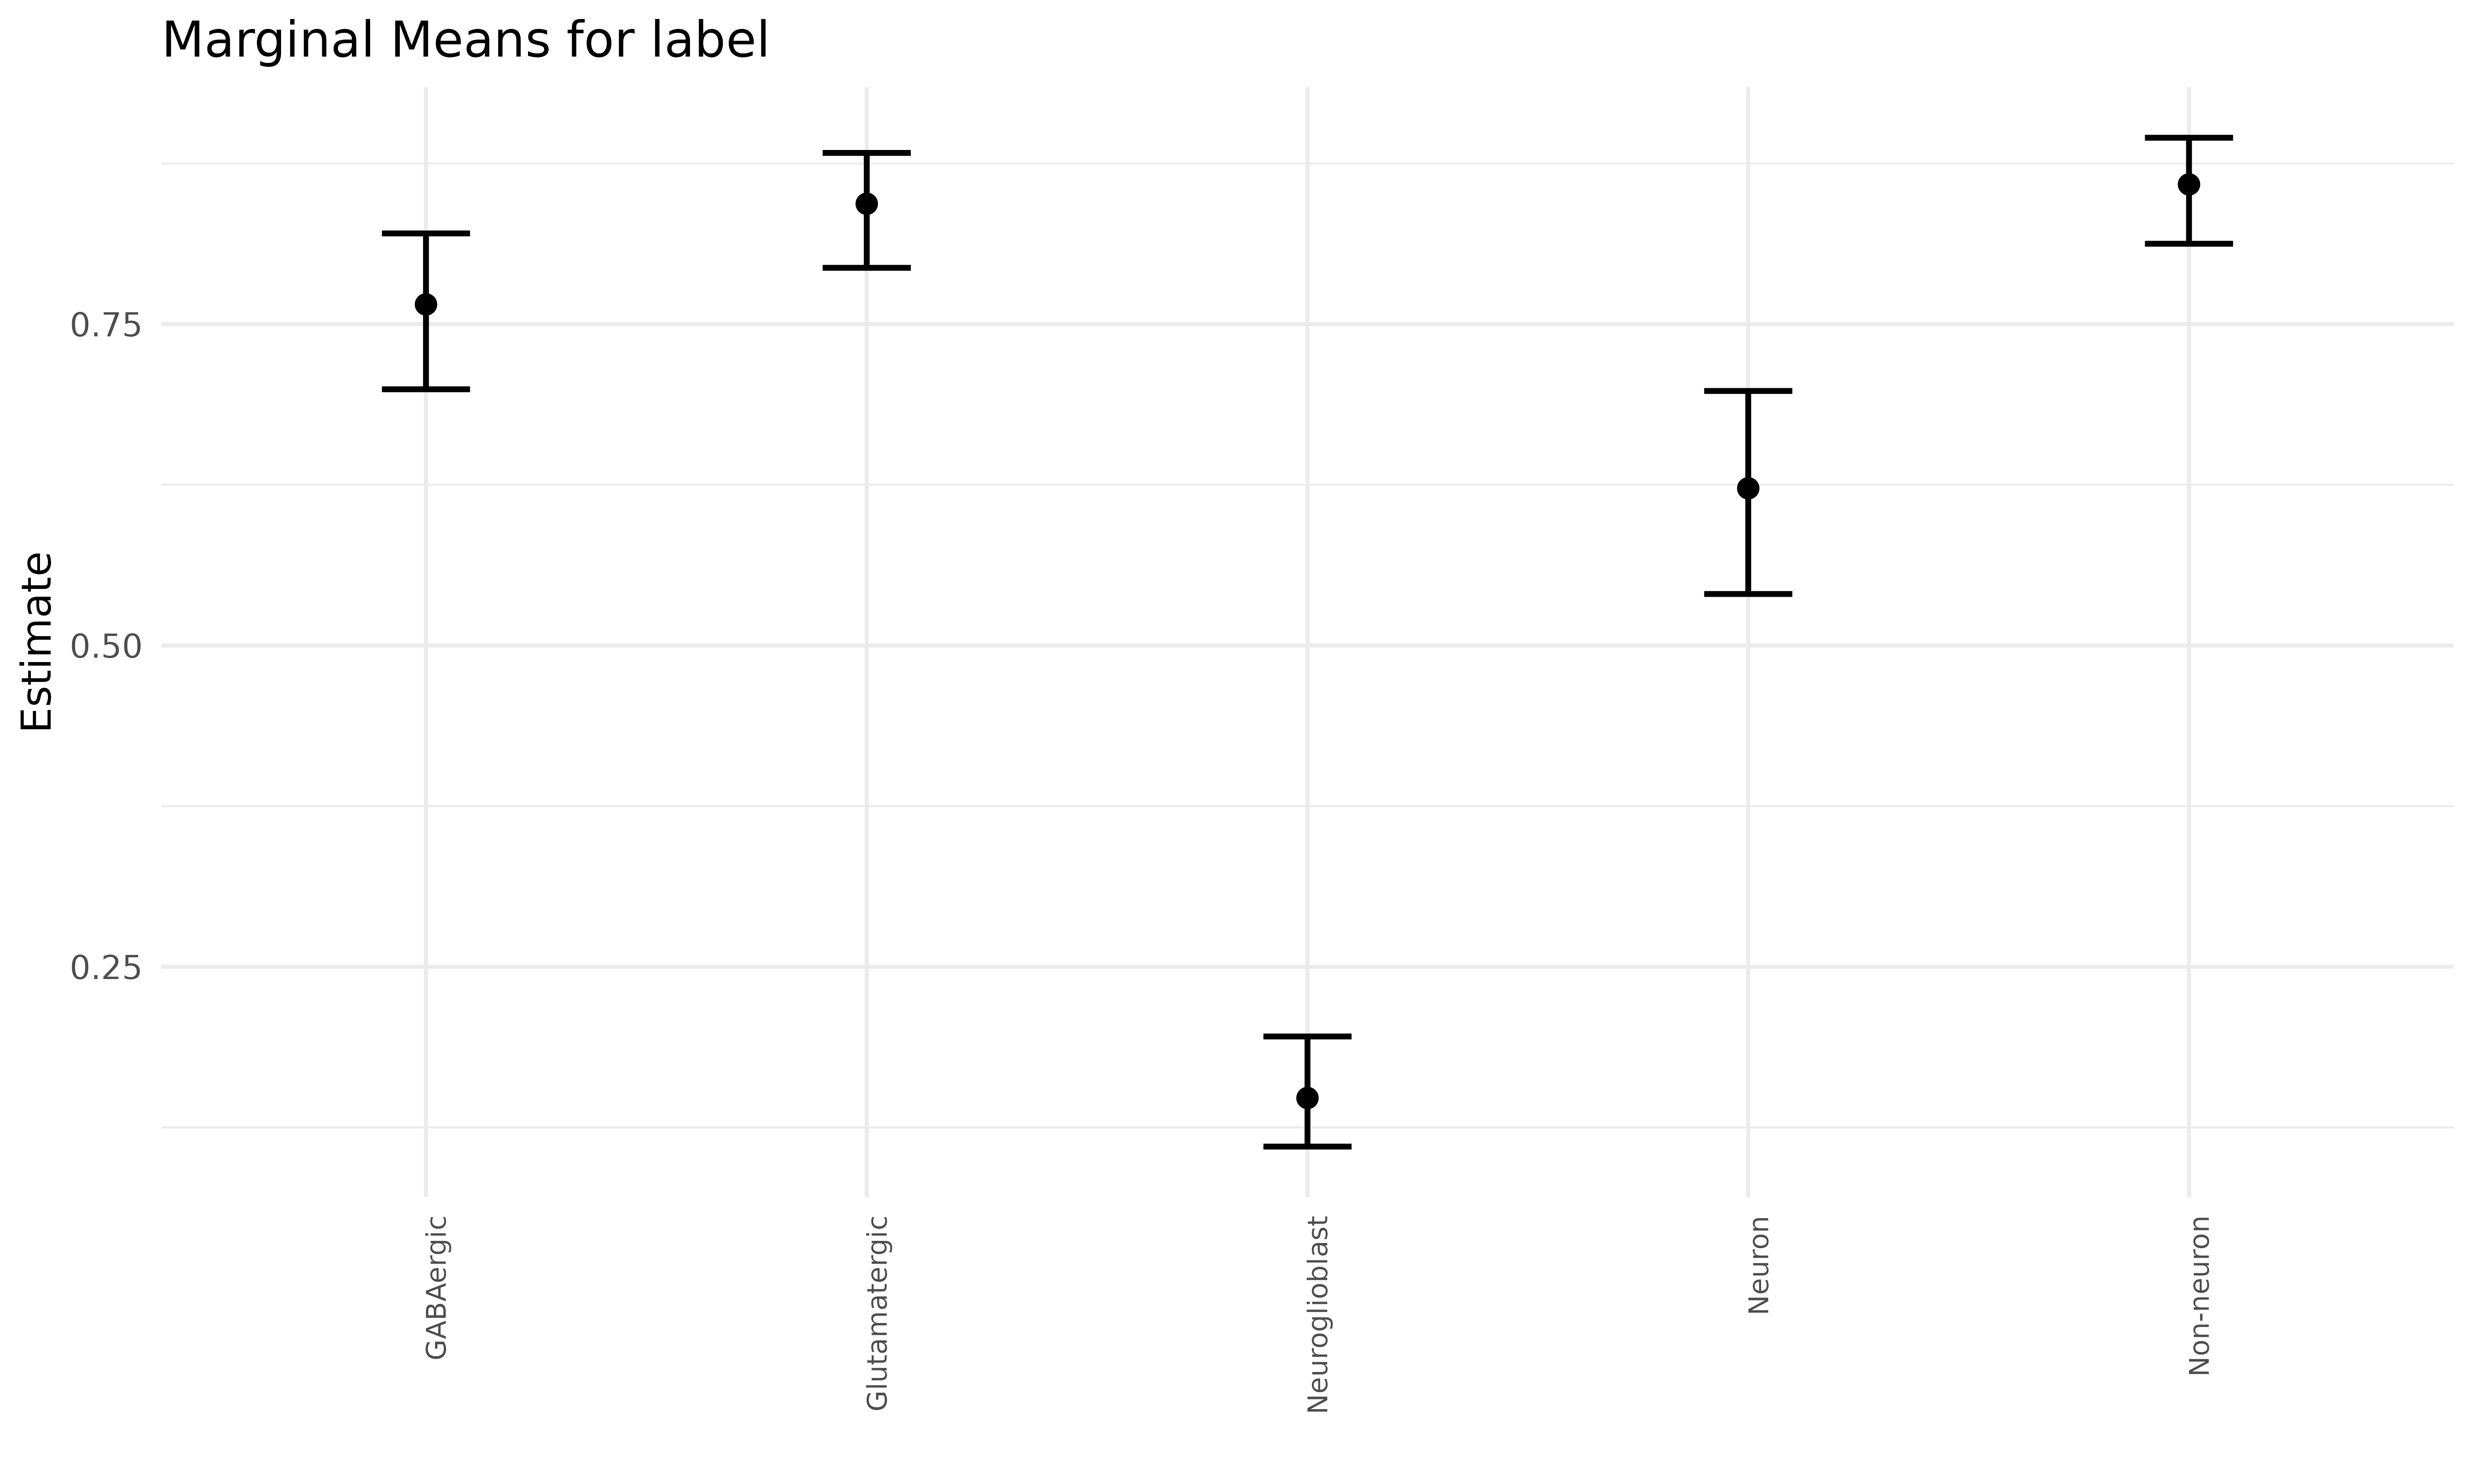 Marginal Means for label
Estimate
0.75
0.50
0.25
GABAergic
Glutamatergic
Neuroglioblast
Neuron
Non-neuron